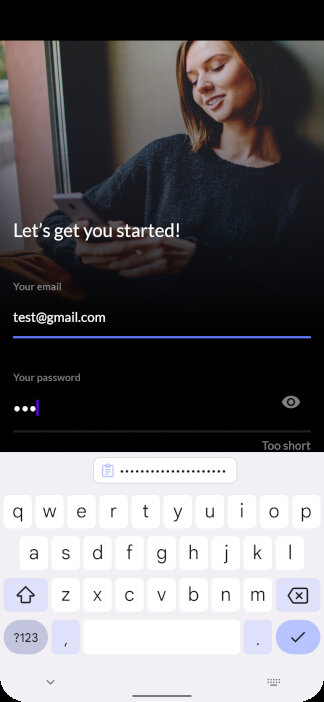 Let's get you started!
Your email
test@gmail.com
Your password
•••
Too short
••••••••••••••••••••••
q w e r t y u i o p
a s d f g h j k l
z x c v b n m
?123 , .